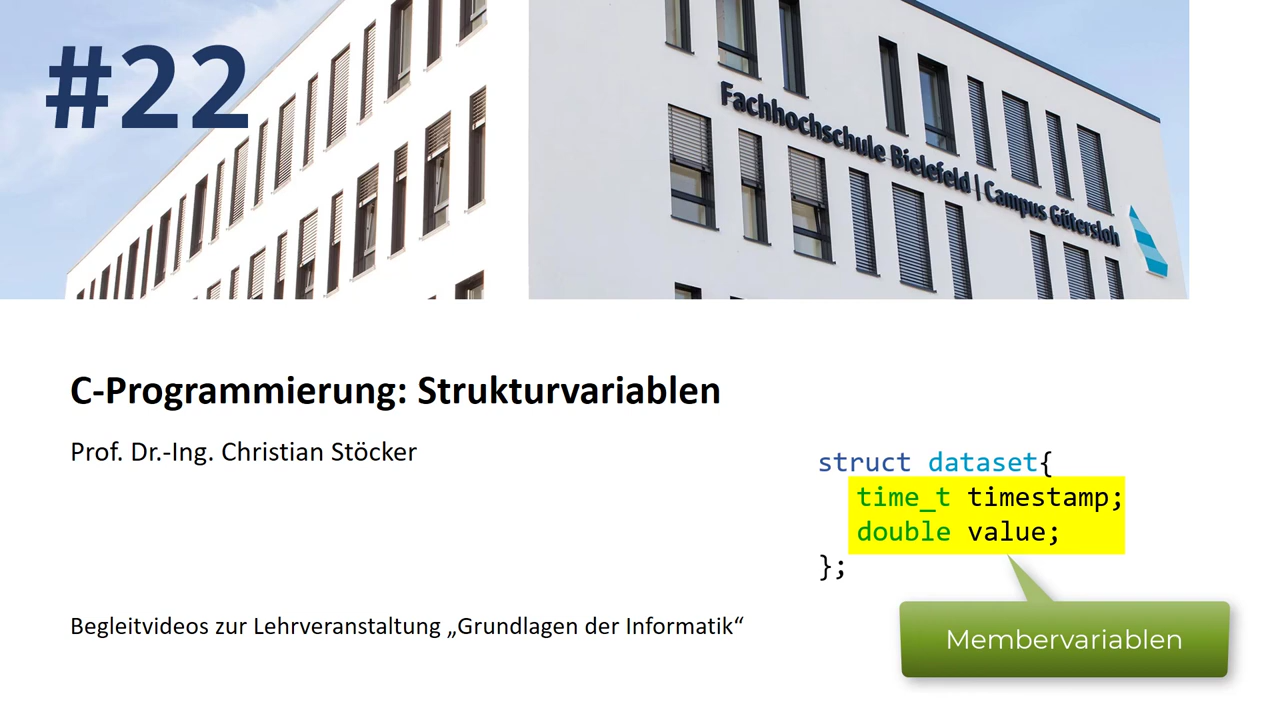 #22
Fachhochschule Bielefeld | Campus Gütersloh
C-Programmierung: Strukturvariablen
Prof. Dr.-Ing. Christian Stöcker
struct dataset{
time_t timestamp;
double value;
};
Begleitvideos zur Lehrveranstaltung „Grundlagen der Informatik“
Membervariablen